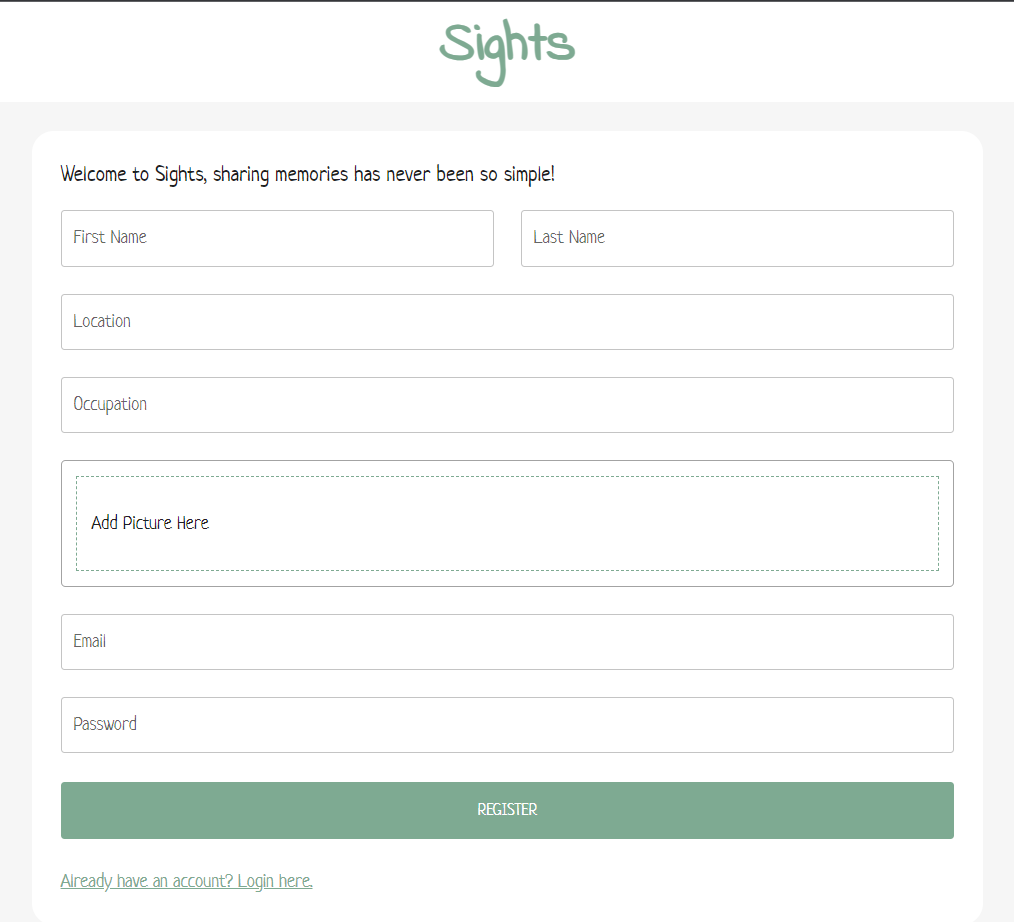 Sights
Welcome to Sights, sharing memories has never been so simple!
First Name
Last Name
Location
Occupation
Add Picture Here
Email
Password
REGISTER
Already have an account? Login here.